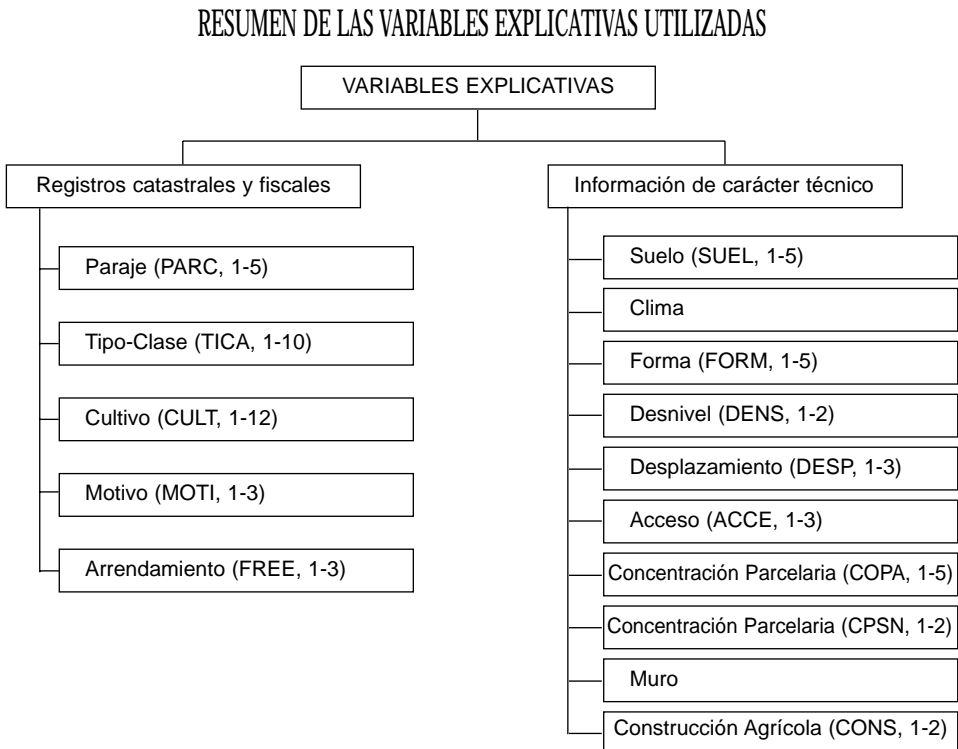 RESUMEN DE LAS VARIABLES EXPLICATIVAS UTILIZADAS
VARIABLES EXPLICATIVAS
Registros catastrales y fiscales
Paraje (PARC, 1-5)
Tipo-Clase (TICA, 1-10)
Cultivo (CULT, 1-12)
Motivo (MOTI, 1-3)
Arrendamiento (FREE, 1-3)
Información de carácter técnico
Suelo (SUEL, 1-5)
Clima
Forma (FORM, 1-5)
Desnivel (DENS, 1-2)
Desplazamiento (DESP, 1-3)
Acceso (ACCE, 1-3)
Concentración Parcelaria (COPA, 1-5)
Concentración Parcelaria (CPSN, 1-2)
Muro
Construcción Agrícola (CONS, 1-2)